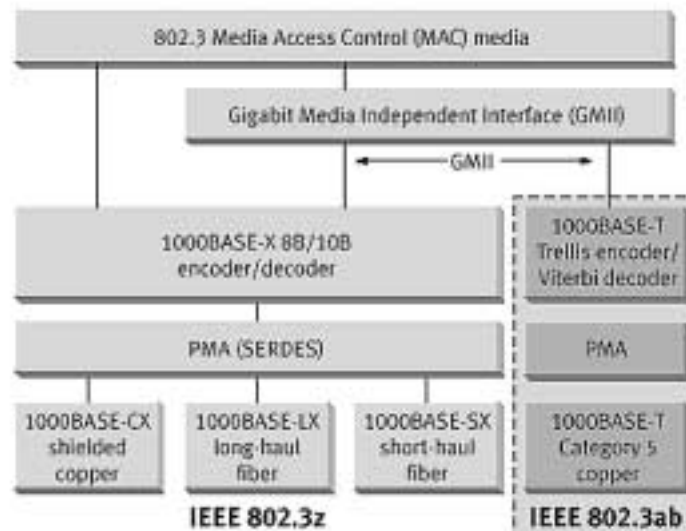 802.3 Media Access Control (MAC) media
Gigabit Media Independent Interface (GMII)
GMII
1000BASE-X 8B/10B
encoder/decoder
1000BASE-T
Trellis encoder/
Viterbi decoder
PMA (SERDES)
PMA
1000BASE-CX
shielded
copper
1000BASE-LX
long-haul
fiber
1000BASE-SX
short-haul
fiber
1000BASE-T
Category 5
copper
IEEE 802.3z
IEEE 802.3ab